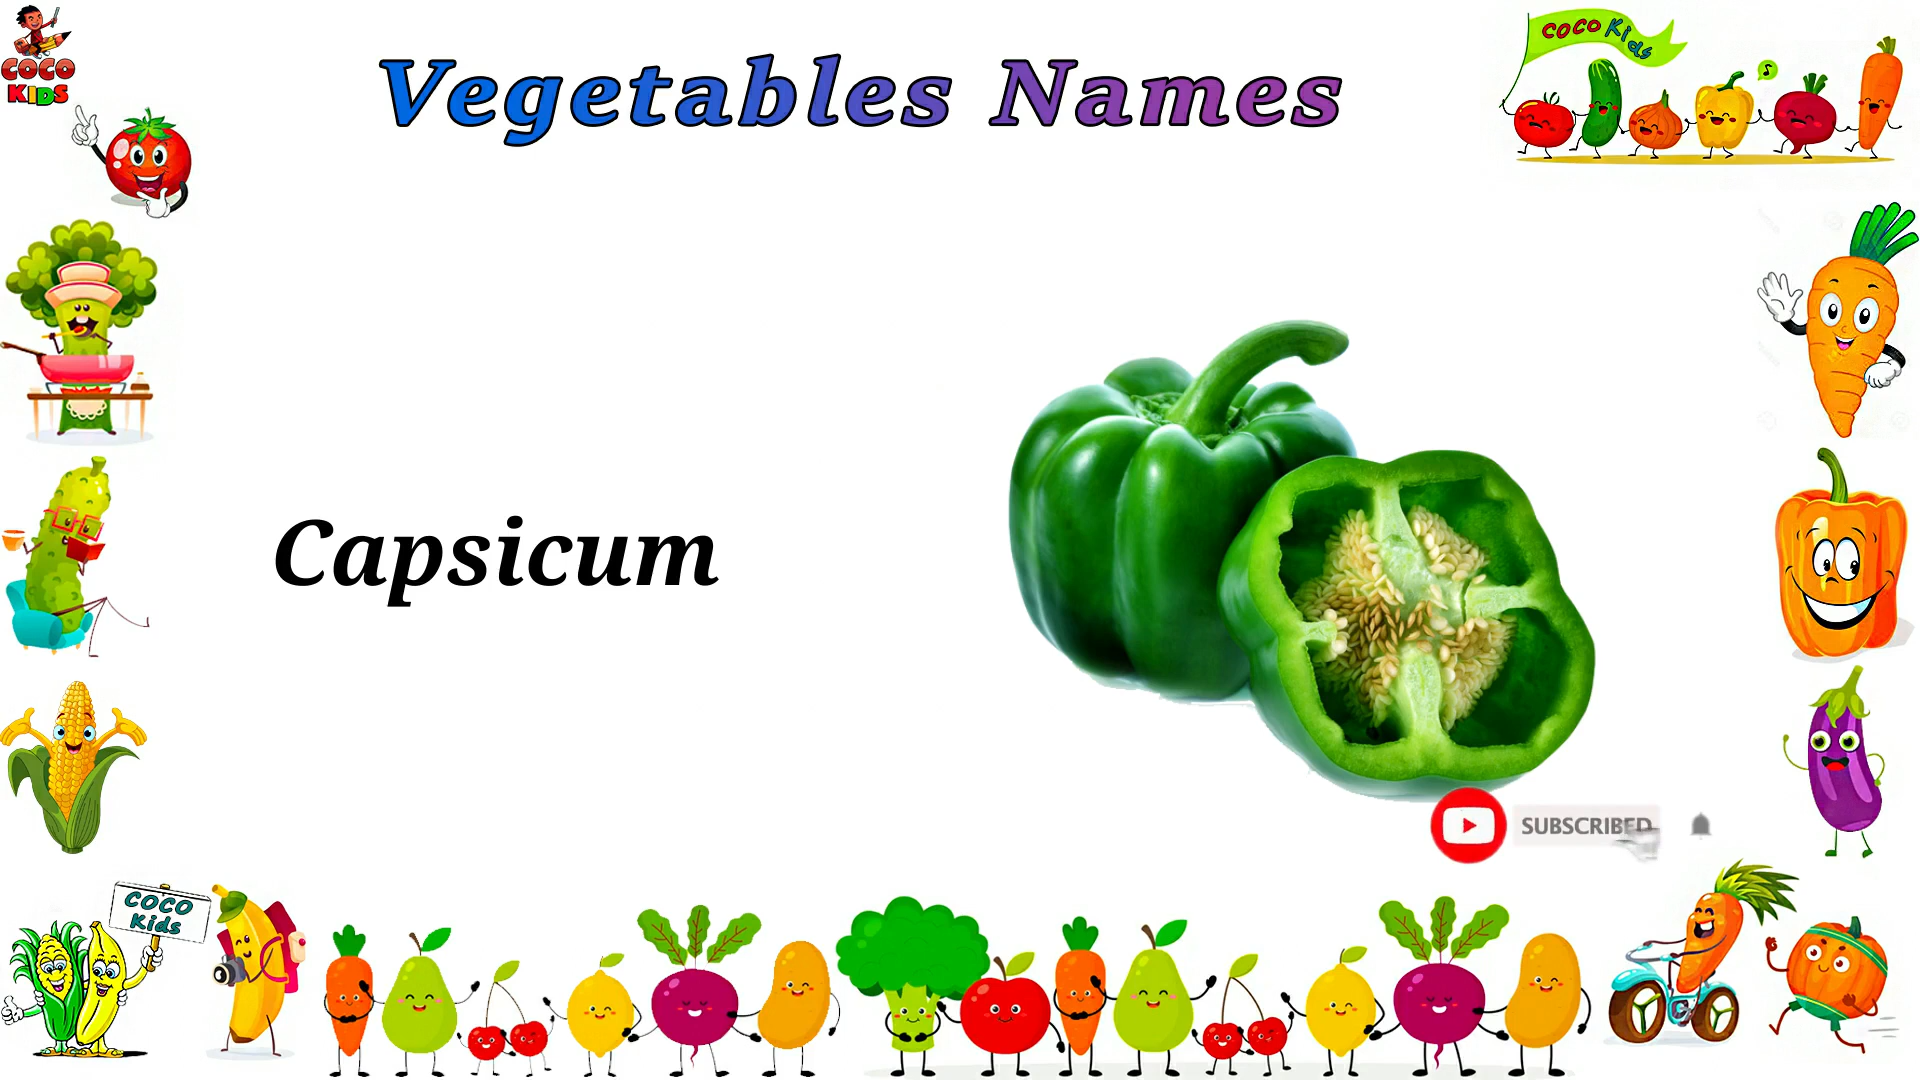 COCO
KIDS
Vegetables Names
COCO Kids
Capsicum
SUBSCRIBED
COCO
Kids